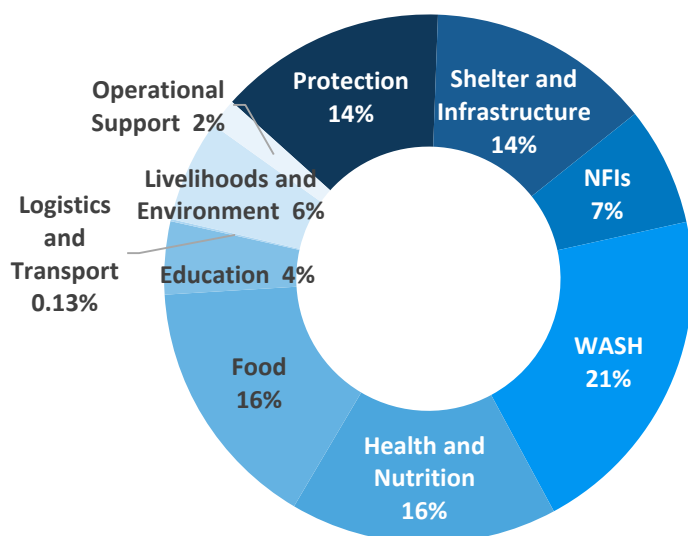 Protection
14%
Shelter and
Infrastructure
14%
NFIs
7%
WASH
21%
Health and
Nutrition
16%
Food
16%
Education 4%
Logistics
and
Transport
0.13%
Livelihoods and
Environment 6%
Operational
Support 2%